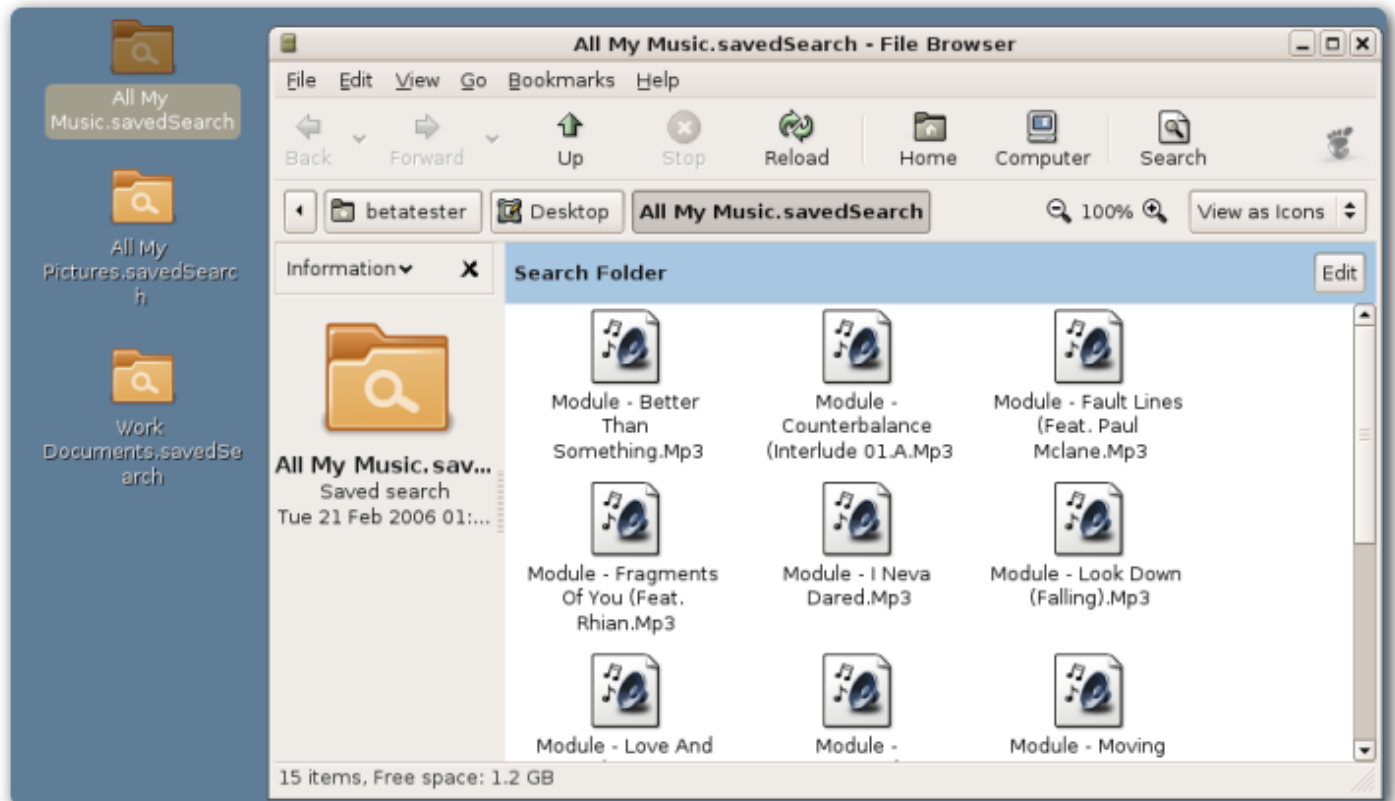 All My
Music.savedSearch
All My
Pictures.savedSearc
h
Work
Documents.savedSe
arch
All My Music.savedSearch - File Browser
File Edit View Go Bookmarks Help
Back Forward Up Stop Reload Home Computer Search
betatester Desktop All My Music.savedSearch 100% View as Icons
Information
Search Folder Edit
All My Music.sav...
Saved search
Tue 21 Feb 2006 01:...
Module - Better
Than
Something.Mp3
Module -
Counterbalance
(Interlude 01.A.Mp3
Module - Fault Lines
(Feat. Paul
Mclane.Mp3
Module - Fragments
Of You (Feat.
Rhian.Mp3
Module - I Neva
Dared.Mp3
Module - Look Down
(Falling).Mp3
Module - Love And
Module -
Module - Moving
15 items, Free space: 1.2 GB